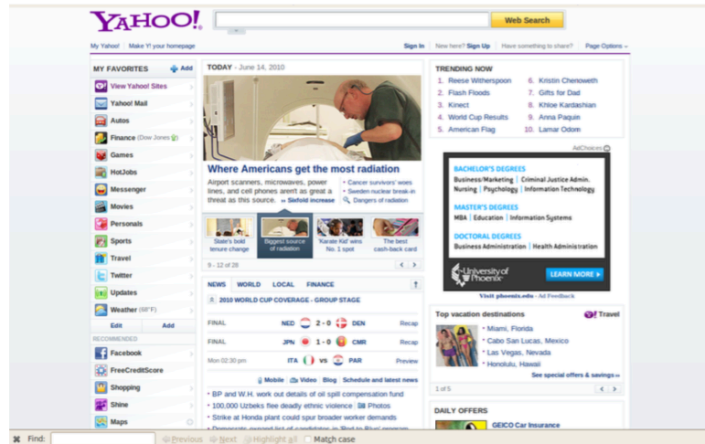 YAHOO!
Web Search
My Yahoo! Make Y! your homepage
Sign In New here? Sign Up Have something to share? Page Options
MY FAVORITES Add
View Yahoo! Sites
Yahoo! Mail
Autos
Finance (Dow Jones)
Games
HotJobs
Messenger
Movies
Personals
Sports
Travel
Twitter
Updates
Weather (68°F)
Edit Add
RECOMMENDED
Facebook
FreeCreditScore
Shopping
Shine
Maps
TODAY - June 14, 2010
Where Americans get the most radiation
Airport scanners, microwaves, power
lines, and cell phones aren't as great a
threat as this source. » Sixfold increase
• Cancer survivors' woes
• Sweden nuclear break-in
Dangers of radiation
State's bold
tenure change
Biggest source
of radiation
'Karate Kid' wins
No. 1 spot
The best
cash-back card
9 - 12 of 28
NEWS WORLD LOCAL FINANCE
2010 WORLD CUP COVERAGE - GROUP STAGE
FINAL NED 2 - 0 DEN Recap
FINAL JPN 1 - 0 CMR Recap
Mon 02:30 pm ITA vs PAR Preview
Mobile Video Blog Schedule and latest news
• BP and W.H. work out details of oil spill compensation fund
• 100,000 Uzbeks flee deadly ethnic violence Photos
• Strike at Honda plant could spur broader worker demands
TRENDING NOW
1. Reese Witherspoon
2. Flash Floods
3. Kinect
4. World Cup Results
5. American Flag
6. Kristin Chenoweth
7. Gifts for Dad
8. Khloe Kardashian
9. Anna Paquin
10. Lamar Odom
AdChoices
BACHELOR'S DEGREES
Business/Marketing | Criminal Justice Admin.
Nursing | Psychology | Information Technology
MASTER'S DEGREES
MBA | Education | Information Systems
DOCTORAL DEGREES
Business Administration | Health Administration
University of
Phoenix
LEARN MORE
Visit phoenix.edu - Ad Feedback
Top vacation destinations Y! Travel
• Miami, Florida
• Cabo San Lucas, Mexico
• Las Vegas, Nevada
• Honolulu, Hawaii
See special offers & savings »
1 of 5
DAILY OFFERS
GEICO Car Insurance
Find: Previous Next Highlight all Match case